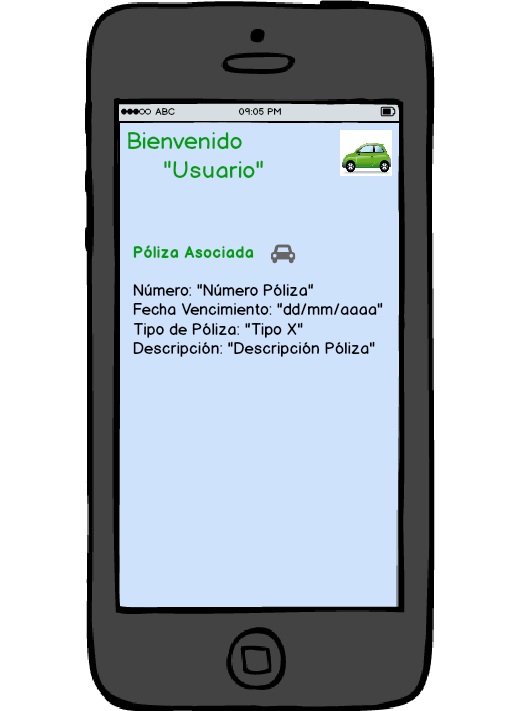 ABC 09:05 PM
Bienvenido
"Usuario"
Póliza Asociada
Número: "Número Póliza"
Fecha Vencimiento: "dd/mm/aaaa"
Tipo de Póliza: "Tipo X"
Descripción: "Descripción Póliza"